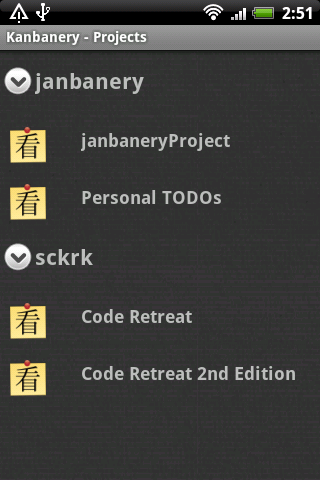 2:51
Kanbanery - Projects
janbanery
看
janbaneryProject
看
Personal TODOs
sckrk
看
Code Retreat
看
Code Retreat 2nd Edition